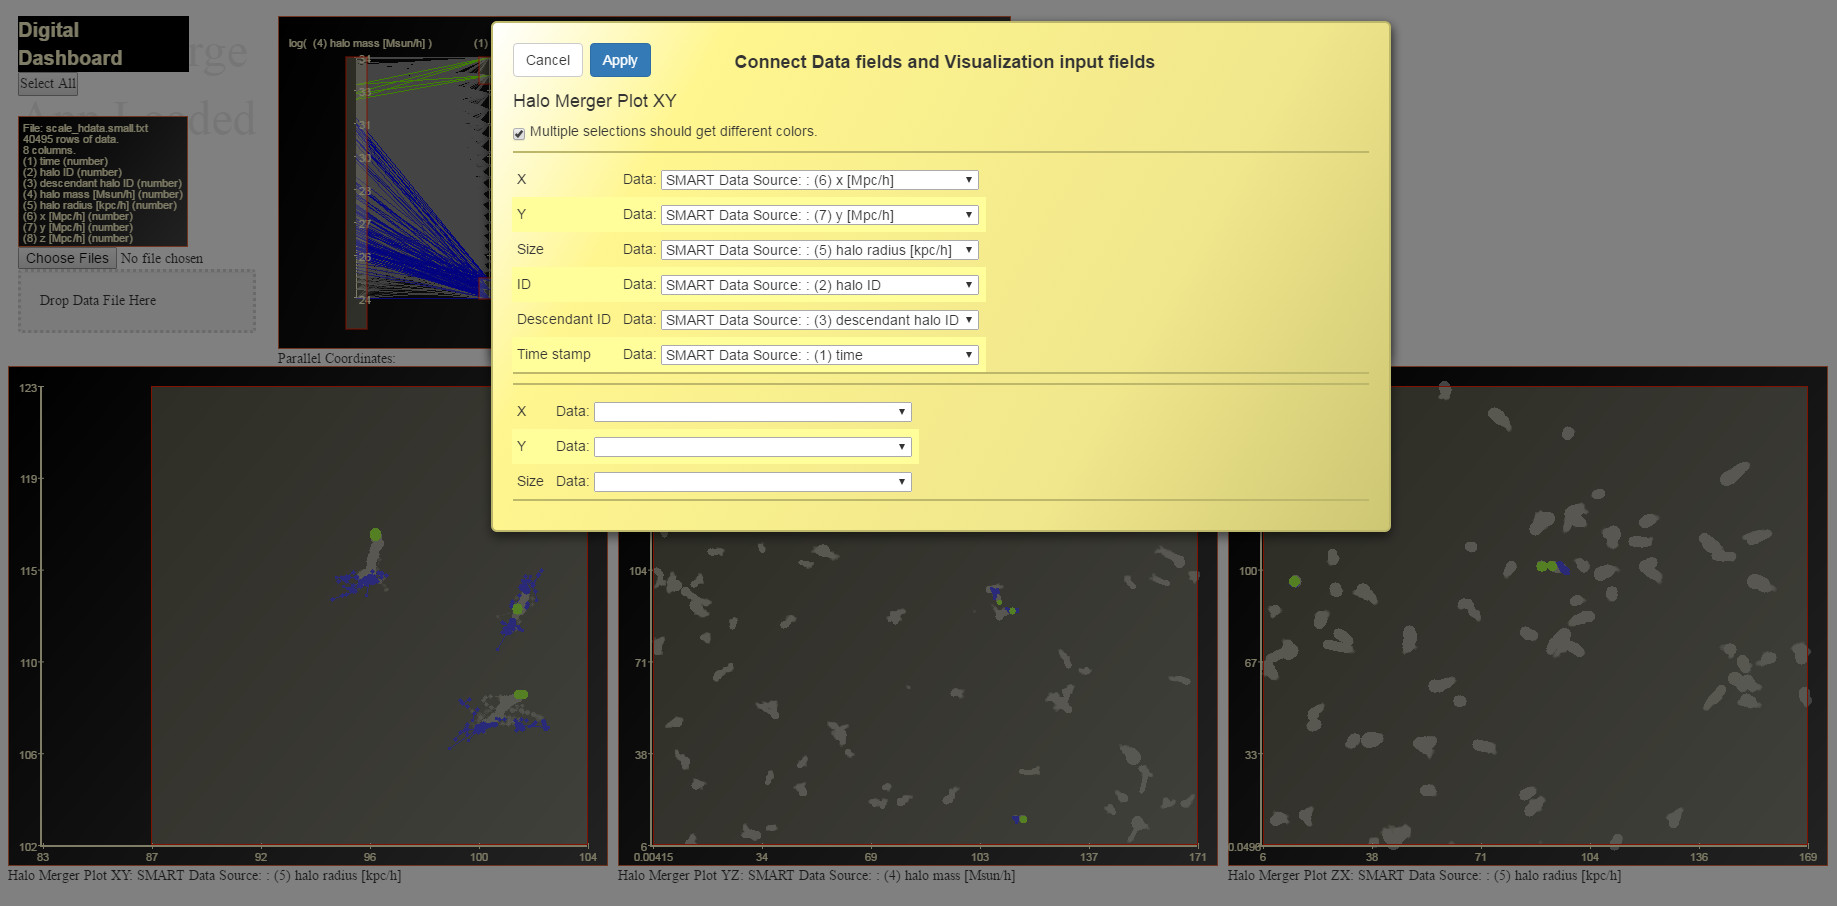 Digital
Dashboard
rge
Select All
ded
File: scale_hdata.small.txt
40495 rows of data.
8 columns.
(1) time (number)
(2) halo ID (number)
(3) descendant halo ID (number)
(4) halo mass [Msun/h] (number)
(5) halo radius [kpc/h] (number)
(6) x [Mpc/h] (number)
(7) y [Mpc/h] (number)
(8) z [Mpc/h] (number)
Choose Files No file chosen
Drop Data File Here
log( (4) halo mass [Msun/h] ) (1)
34
33
31
30
28
27
26
24
Parallel Coordinates:
Cancel Apply Connect Data fields and Visualization input fields
Halo Merger Plot XY
Multiple selections should get different colors.
X Data: SMART Data Source: : (6) x [Mpc/h]
Y Data: SMART Data Source: : (7) y [Mpc/h]
Size Data: SMART Data Source: : (5) halo radius [kpc/h]
ID Data: SMART Data Source: : (2) halo ID
Descendant ID Data: SMART Data Source: : (3) descendant halo ID
Time stamp Data: SMART Data Source: : (1) time
X Data:
Y Data:
Size Data:
123
119
115
110
106
102
83 87 92 96 100 104
Halo Merger Plot XY: SMART Data Source: : (5) halo radius [kpc/h]
104
71
38
6
0.00415 34 69 103 137 171
Halo Merger Plot YZ: SMART Data Source: : (4) halo mass [Msun/h]
100
67
33
0.0496
6 38 71 104 136 169
Halo Merger Plot ZX: SMART Data Source: : (5) halo radius [kpc/h]